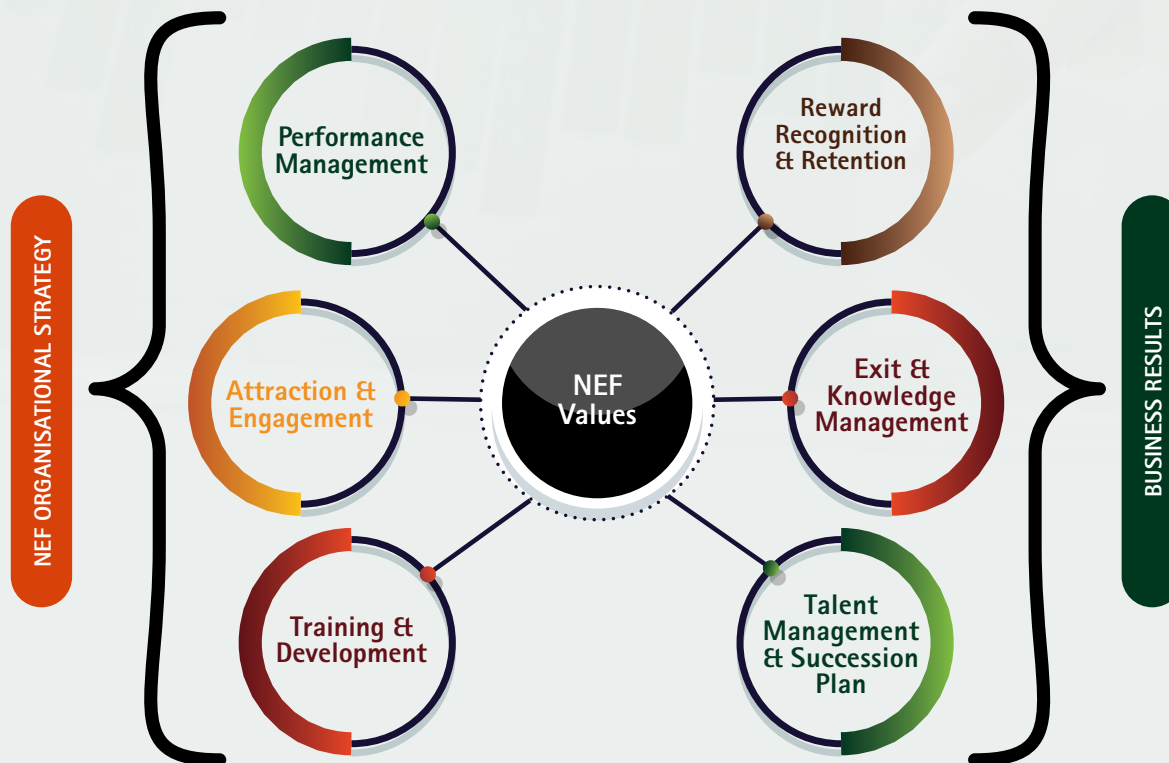 NEF ORGANISATIONAL STRATEGY
Performance
Management
Attraction &
Engagement
Training &
Development
NEF
Values
Reward
Recognition
& Retention
Exit &
Knowledge
Management
Talent
Management
& Succession
Plan
BUSINESS RESULTS